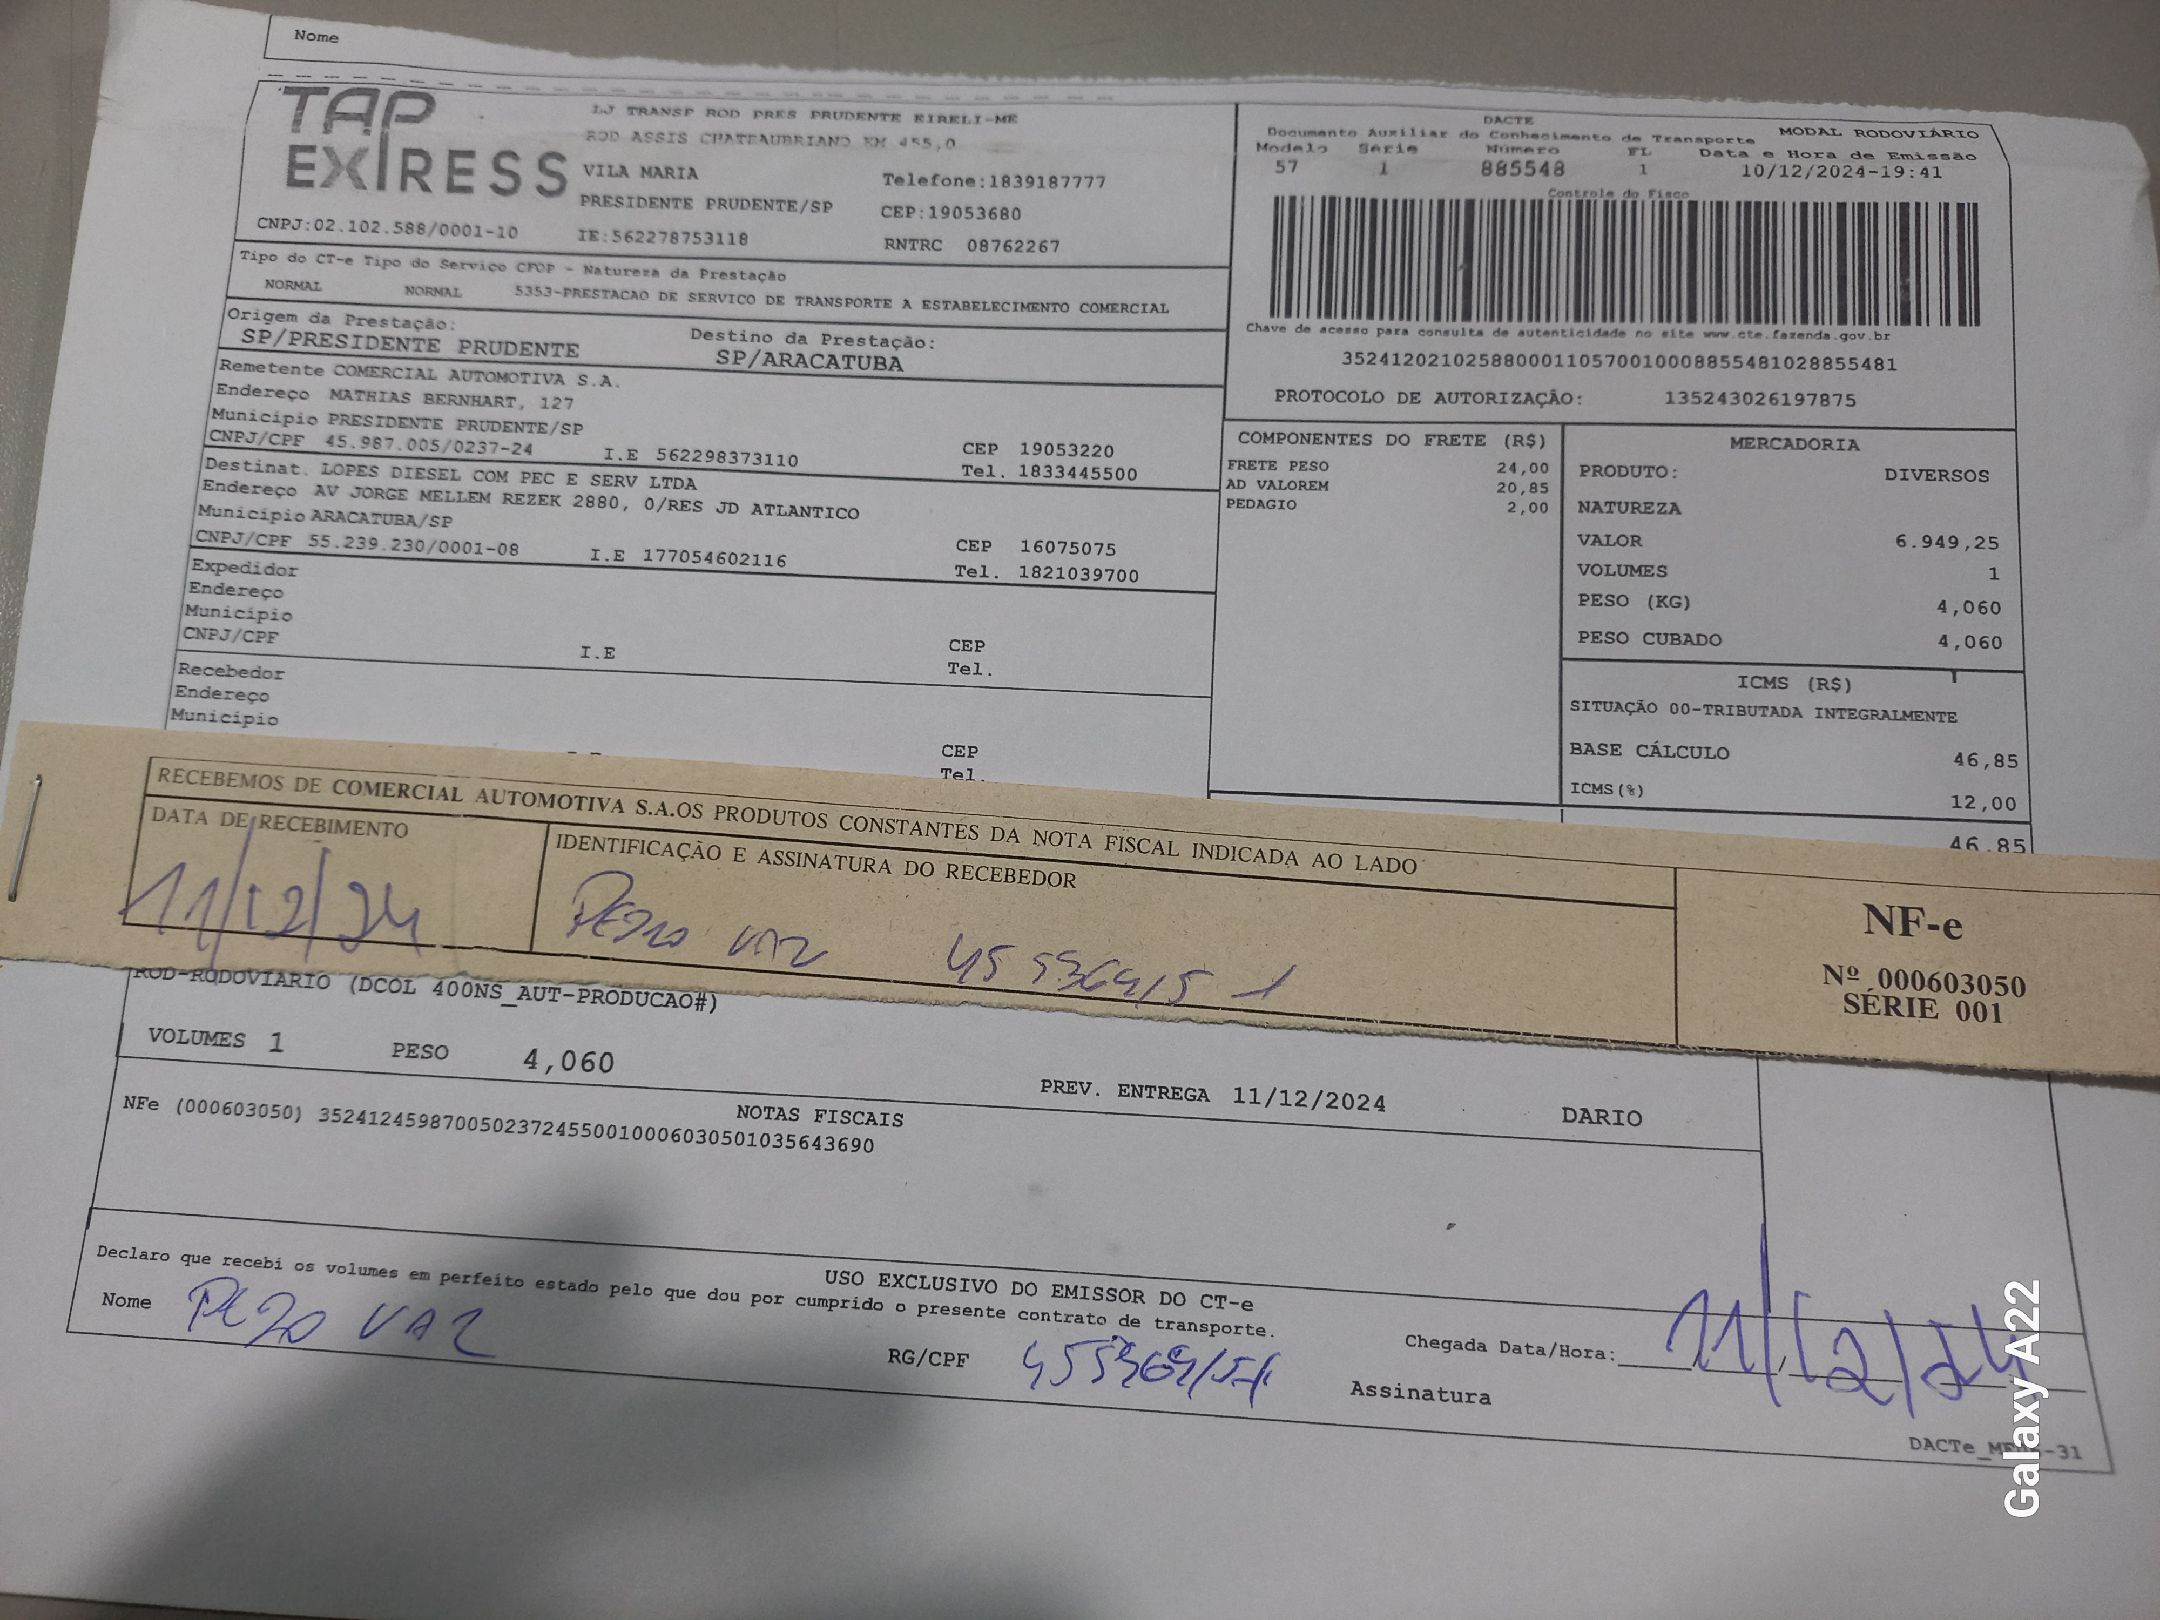 Nome
TAP EXPRESS
LJ TRANSP ROD PRES PRUDENTE EIRELI-ME
ROD ASSIS CHATEAUBRIAND KM 455,0
VILA MARIA Telefone:1839187777
PRESIDENTE PRUDENTE/SP CEP:19053680
CNPJ:02.102.588/0001-10 IE:562278753118 RNTRC 08762267
DACTE
Documento Auxiliar do Conhecimento de Transporte MODAL RODOVIÁRIO
Modelo Série Número FL Data e Hora de Emissão
57 1 885548 1 10/12/2024-19:41
Controle do Fisco
Chave de acesso para consulta de autenticidade no site www.cte.fazenda.gov.br
35241202102588000110570010008855481028855481
PROTOCOLO DE AUTORIZAÇÃO: 135243026197875
Tipo do CT-e Tipo do Serviço CFOP - Natureza da Prestação
NORMAL NORMAL 5353-PRESTACAO DE SERVICO DE TRANSPORTE A ESTABELECIMENTO COMERCIAL
Origem da Prestação: Destino da Prestação:
SP/PRESIDENTE PRUDENTE SP/ARACATUBA
Remetente COMERCIAL AUTOMOTIVA S.A.
Endereço MATHIAS BERNHART, 127
Município PRESIDENTE PRUDENTE/SP CEP 19053220
CNPJ/CPF 45.987.005/0237-24 I.E 562298373110 Tel. 1833445500
Destinat. LOPES DIESEL COM PEC E SERV LTDA
Endereço AV JORGE MELLEM REZEK 2880, 0/RES JD ATLANTICO
Município ARACATUBA/SP CEP 16075075
CNPJ/CPF 55.239.230/0001-08 I.E 177054602116 Tel. 1821039700
Expedidor
Endereço
Município CEP
CNPJ/CPF I.E Tel.
Recebedor
Endereço
Município CEP
Tel.
COMPONENTES DO FRETE (R$)
FRETE PESO 24,00
AD VALOREM 20,85
PEDAGIO 2,00
MERCADORIA
PRODUTO: DIVERSOS
NATUREZA
VALOR 6.949,25
VOLUMES 1
PESO (KG) 4,060
PESO CUBADO 4,060
ICMS (R$)
SITUAÇÃO 00-TRIBUTADA INTEGRALMENTE
BASE CÁLCULO 46,85
ICMS(%) 12,00
46,85
RECEBEMOS DE COMERCIAL AUTOMOTIVA S.A.OS PRODUTOS CONSTANTES DA NOTA FISCAL INDICADA AO LADO
DATA DE RECEBIMENTO IDENTIFICAÇÃO E ASSINATURA DO RECEBEDOR
11/12/24 PEDRO VAZ
NF-e
Nº 000603050
SÉRIE 001
ROD-RODOVIARIO (DCOL 400NS_AUT-PRODUCAO#)
VOLUMES 1 PESO 4,060 PREV. ENTREGA 11/12/2024 DARIO
NOTAS FISCAIS
NFe (000603050) 35241245987005023724550010006030501035643690
USO EXCLUSIVO DO EMISSOR DO CT-e
Declaro que recebi os volumes em perfeito estado pelo que dou por cumprido o presente contrato de transporte.
Nome PEDRO VAZ RG/CPF Chegada Data/Hora: 11/12/24
Assinatura
Galaxy A22